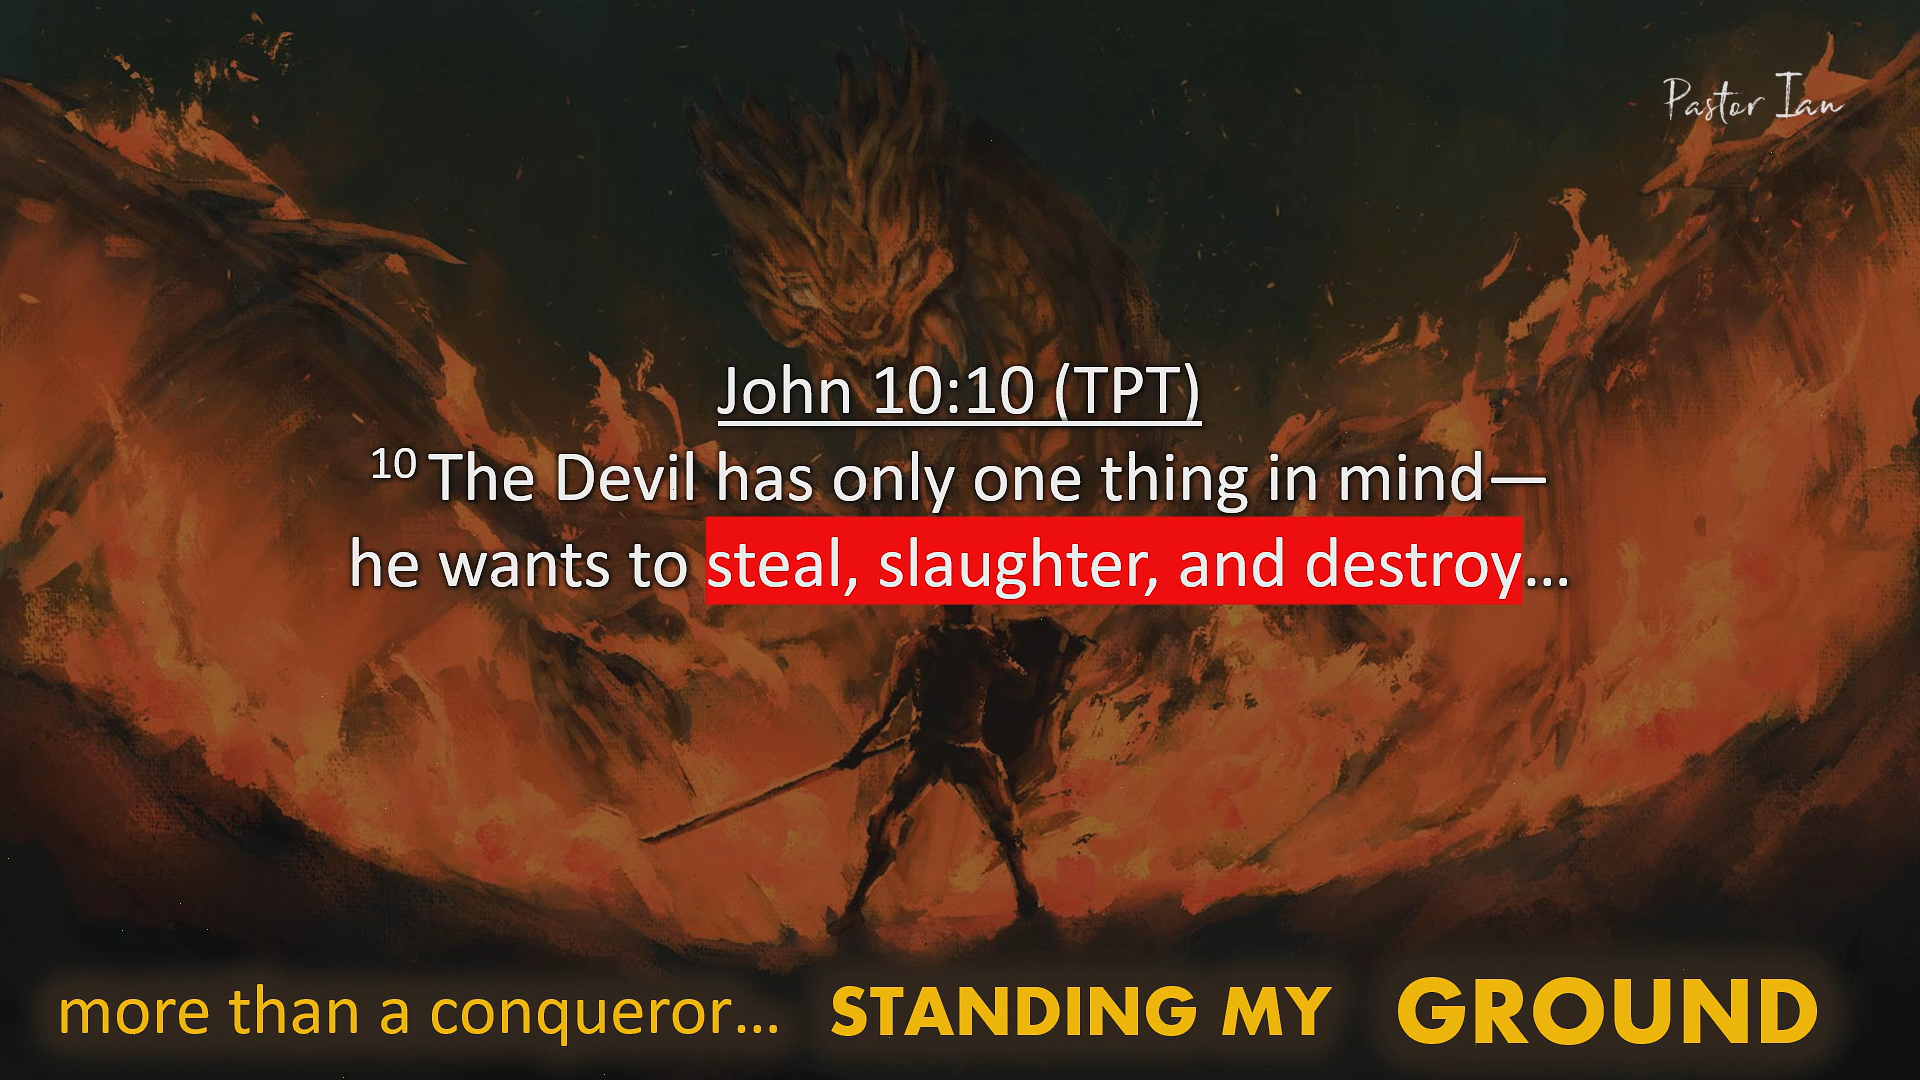 Pastor Ian
John 10:10 (TPT)
10 The Devil has only one thing in mind—
he wants to steal, slaughter, and destroy...
more than a conqueror... STANDING MY GROUND